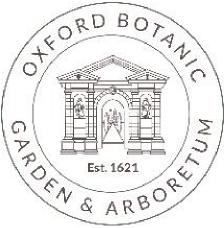 OXFORD BOTANIC
GARDEN & ARBORETUM
Est. 1621